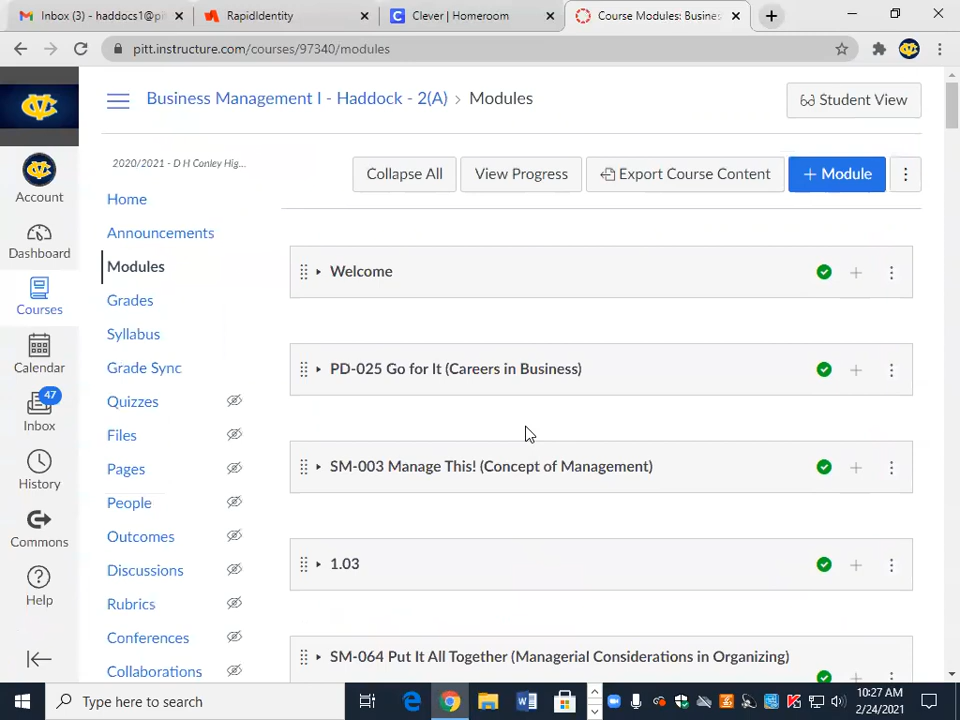 Inbox (3) - haddocs1@pi
RapidIdentity
Clever | Homeroom
Course Modules: Busines
pitt.instructure.com/courses/97340/modules
Business Management I - Haddock - 2(A) > Modules
Student View
2020/2021 - D H Conley Hig...
Collapse All
View Progress
Export Course Content
+ Module
Account
Dashboard
Courses
Calendar
47
Inbox
History
Commons
Help
Home
Announcements
Modules
Grades
Syllabus
Grade Sync
Quizzes
Files
Pages
People
Outcomes
Discussions
Rubrics
Conferences
Collaborations
Welcome
PD-025 Go for It (Careers in Business)
SM-003 Manage This! (Concept of Management)
1.03
SM-064 Put It All Together (Managerial Considerations in Organizing)
Type here to search
10:27 AM
2/24/2021